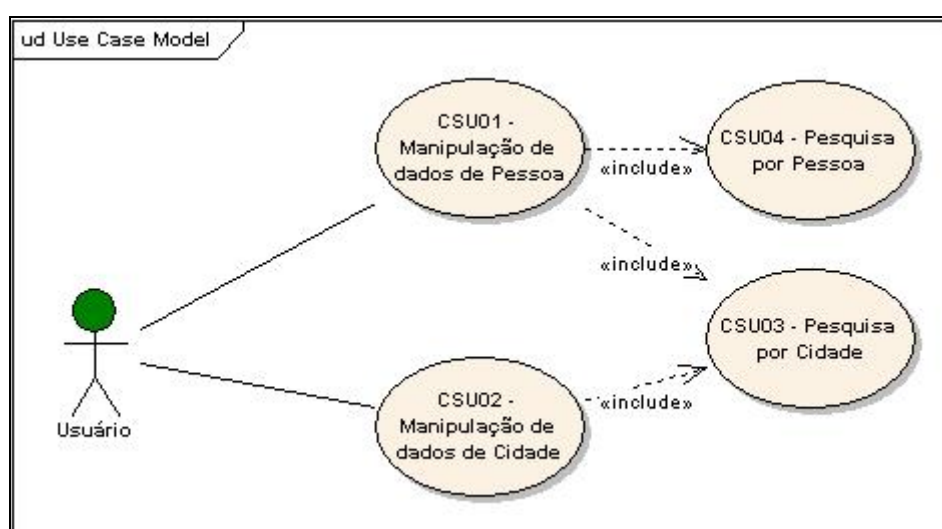 ud Use Case Model
CSU01 -
Manipulação de
dados de Pessoa
«include»
CSU04 - Pesquisa
por Pessoa
«include»
CSU03 - Pesquisa
por Cidade
Usuário
CSU02 -
Manipulação de
dados de Cidade
«include»